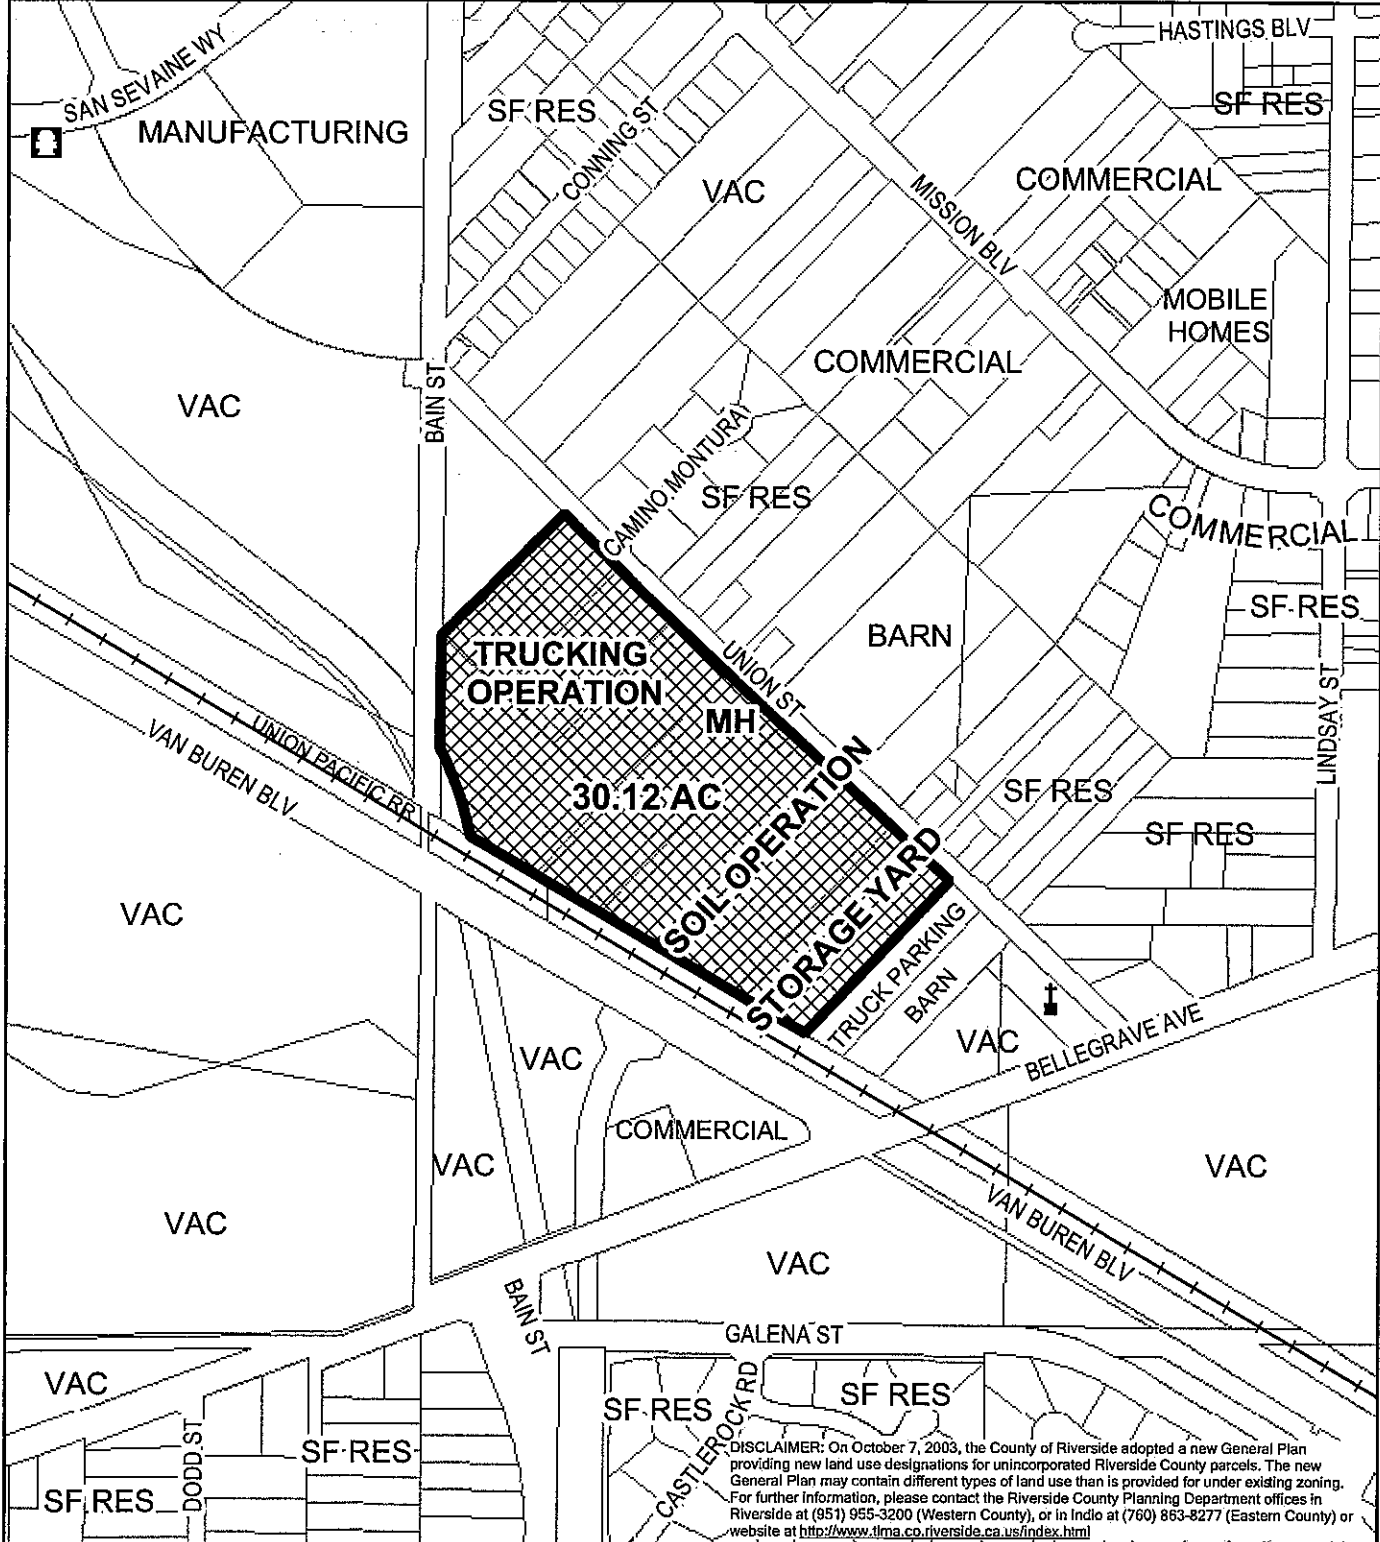 HASTINGS BLV
SAN SEVAINE WY
SF RES
SF RES
MANUFACTURING
CONNING ST
VAC
COMMERCIAL
MISSION BLV
MOBILE
HOMES
COMMERCIAL
VAC
BAIN ST
CAMINO MONTURA
SF RES
COMMERCIAL
SF RES
BARN
TRUCKING
OPERATION
UNION ST
MH
LINDSAY ST
UNION PACIFIC RR
VAN BUREN BLV
30.12 AC
SOIL OPERATION
SF RES
SF RES
STORAGE YARD
VAC
TRUCK PARKING
BARN
VAC
BELLEGRAVE AVE
VAC
COMMERCIAL
VAC
VAC
VAC
VAN BUREN BLV
VAC
BAIN ST
GALENA ST
VAC
SF RES
CASTLEROCK RD
SF RES
SF RES
DODD ST
SF RES
DISCLAIMER: On October 7, 2003, the County of Riverside adopted a new General Plan
providing new land use designations for unincorporated Riverside County parcels. The new
General Plan may contain different types of land use than is provided for under existing zoning.
For further information, please contact the Riverside County Planning Department offices in
Riverside at (951) 955-3200 (Western County), or in Indio at (760) 863-8277 (Eastern County) or
website at http://www.tlma.co.riverside.ca.us/index.html